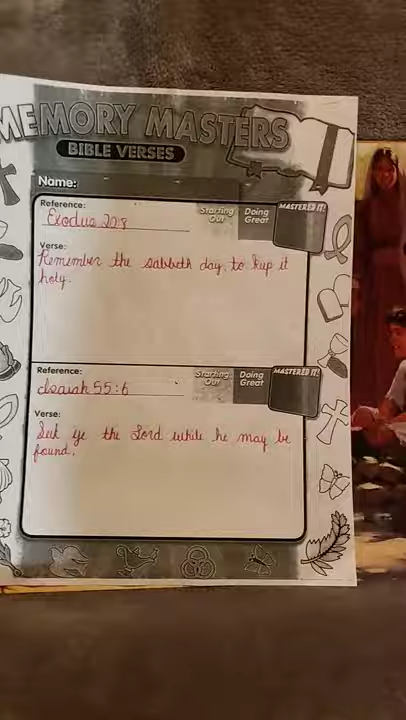 MEMORY MASTERS
BIBLE VERSES
Name:
Reference:
Exodus 20:8
Starting Out
Doing Great
MASTERED IT!
Verse:
Remember the sabbeth day, to kup it
holy.
Reference:
Isaiah 55:6
Starting Out
Doing Great
MASTERED IT!
Verse:
Seek ye the Lord while he may be
found.